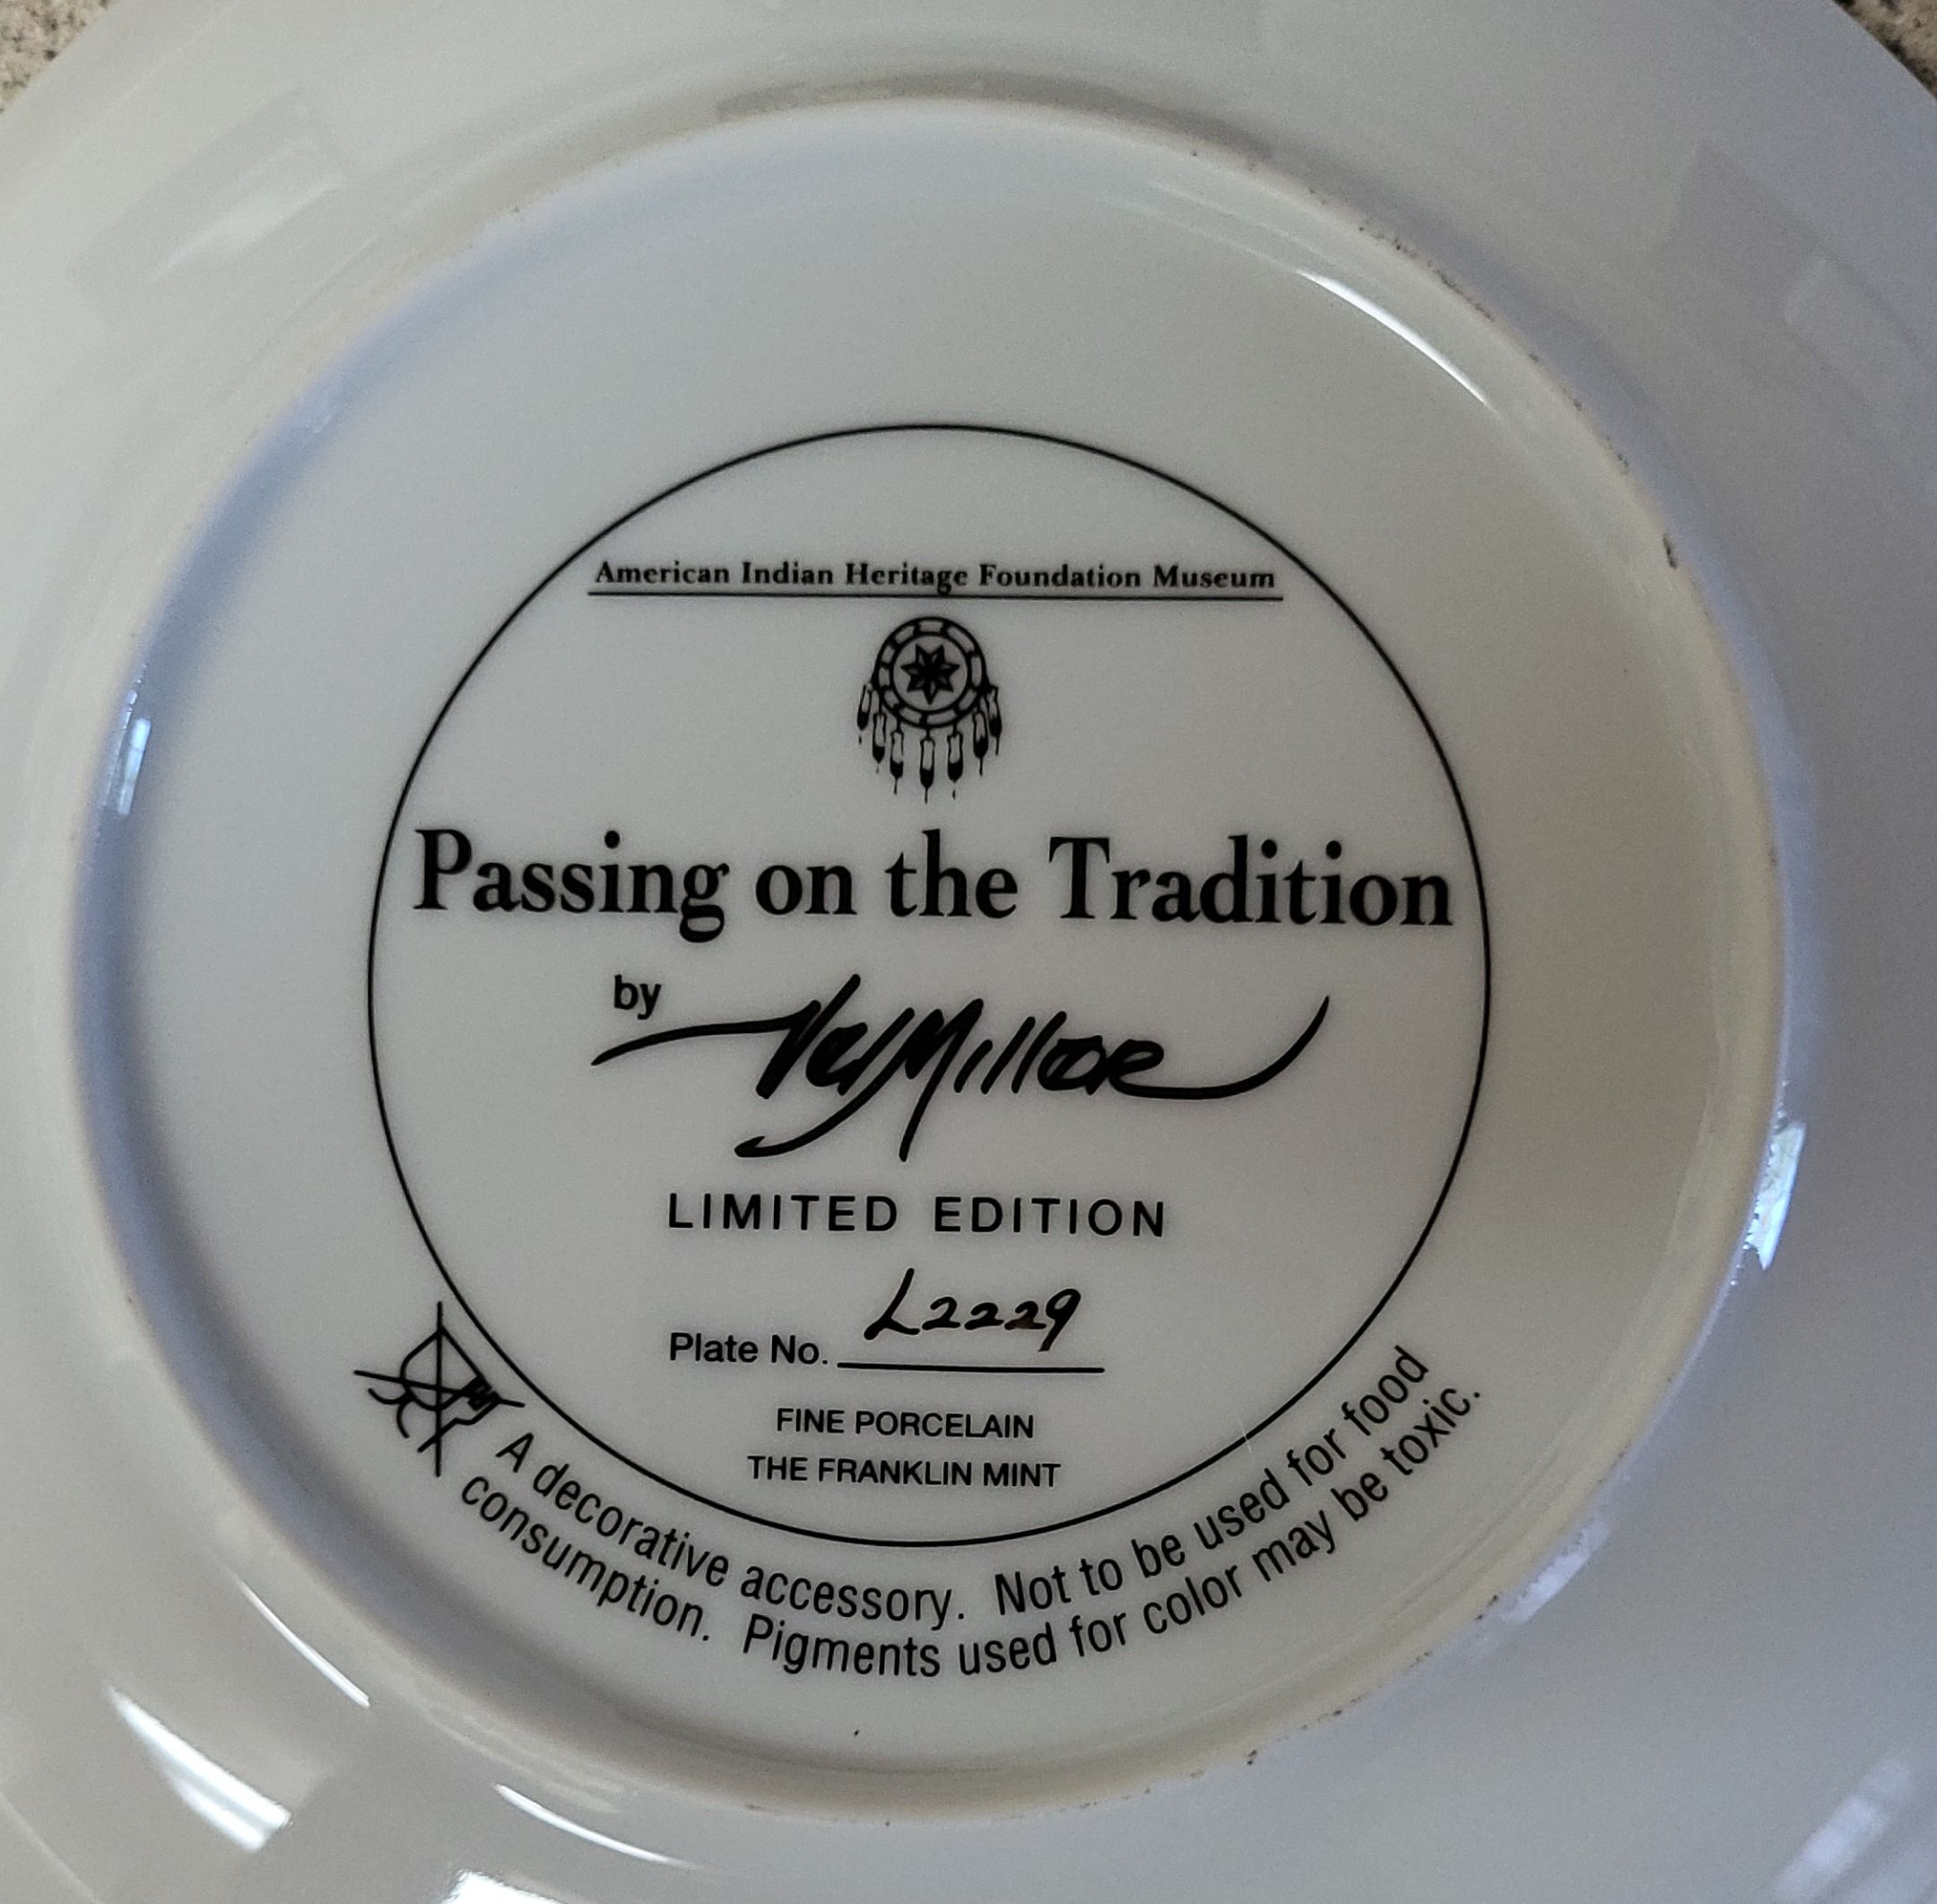 American Indian Heritage Foundation Museum
Passing on the Tradition
by
LIMITED EDITION
Plate No. L2229
FINE PORCELAIN
THE FRANKLIN MINT
A decorative accessory. Not to be used for food
consumption. Pigments used for color may be toxic.